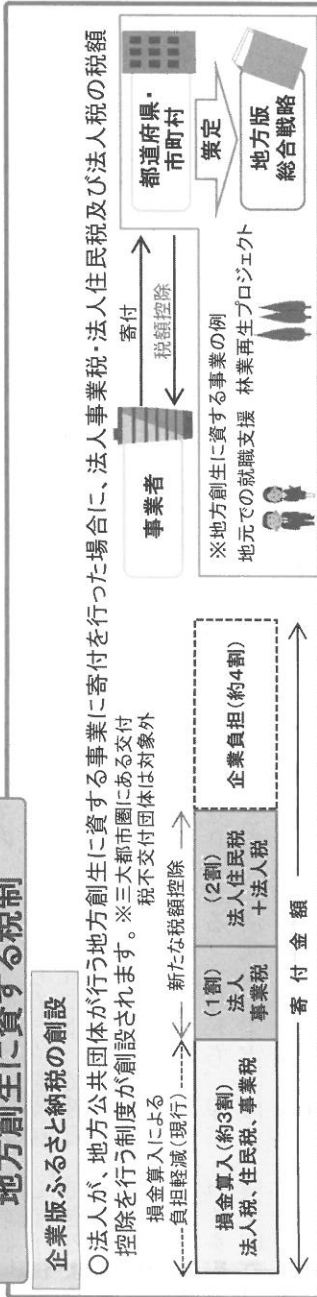 地方創生に資する税制
企業版ふるさと納税の創設
○法人が、地方公共団体が行う地方創生に資する事業に寄付を行った場合に、法人事業税・法人住民税及び法人税の税額
控除を行う制度が創設されます。※三大都市圏にある交付
税不交付団体は対象外
損金算入による
負担軽減(現行)
新たな税額控除
損金算入(約3割)
法人税、住民税、事業税
(1割)
法人
事業税
(2割)
法人住民税
+法人税
企業負担(約4割)
寄付金額
事業者
寄付
税額控除
都道府県・
市町村
策定
地方版
総合戦略
※地方創生に資する事業の例
地元での就職支援 林業再生プロジェクト